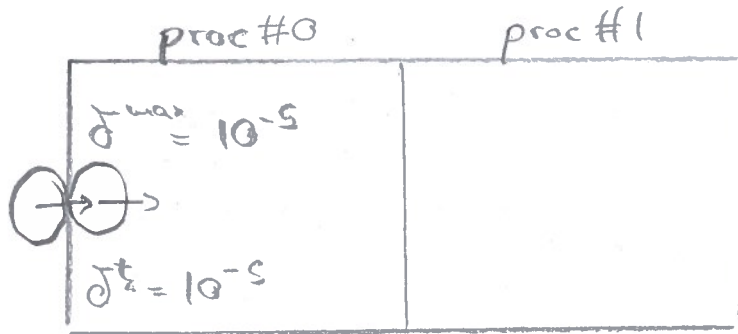 proc #0 proc #1
δ^max = 10^-5
δ^t = 10^-5